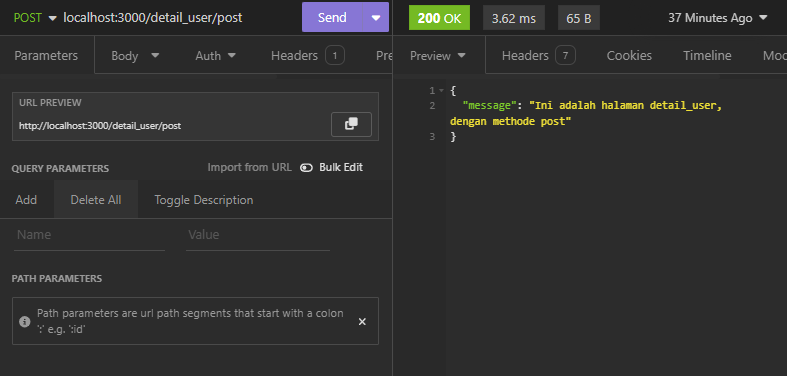 POST localhost:3000/detail_user/post Send
200 OK 3.62 ms 65 B 37 Minutes Ago
Parameters Body Auth Headers 1 Pre
Preview Headers 7 Cookies Timeline Moc
URL PREVIEW
http://localhost:3000/detail_user/post
QUERY PARAMETERS Import from URL Bulk Edit
Add Delete All Toggle Description
Name Value
PATH PARAMETERS
Path parameters are url path segments that start with a colon
':' e.g. ':id'
1 {
2 "message": "Ini adalah halaman detail_user,
dengan methode post"
3 }